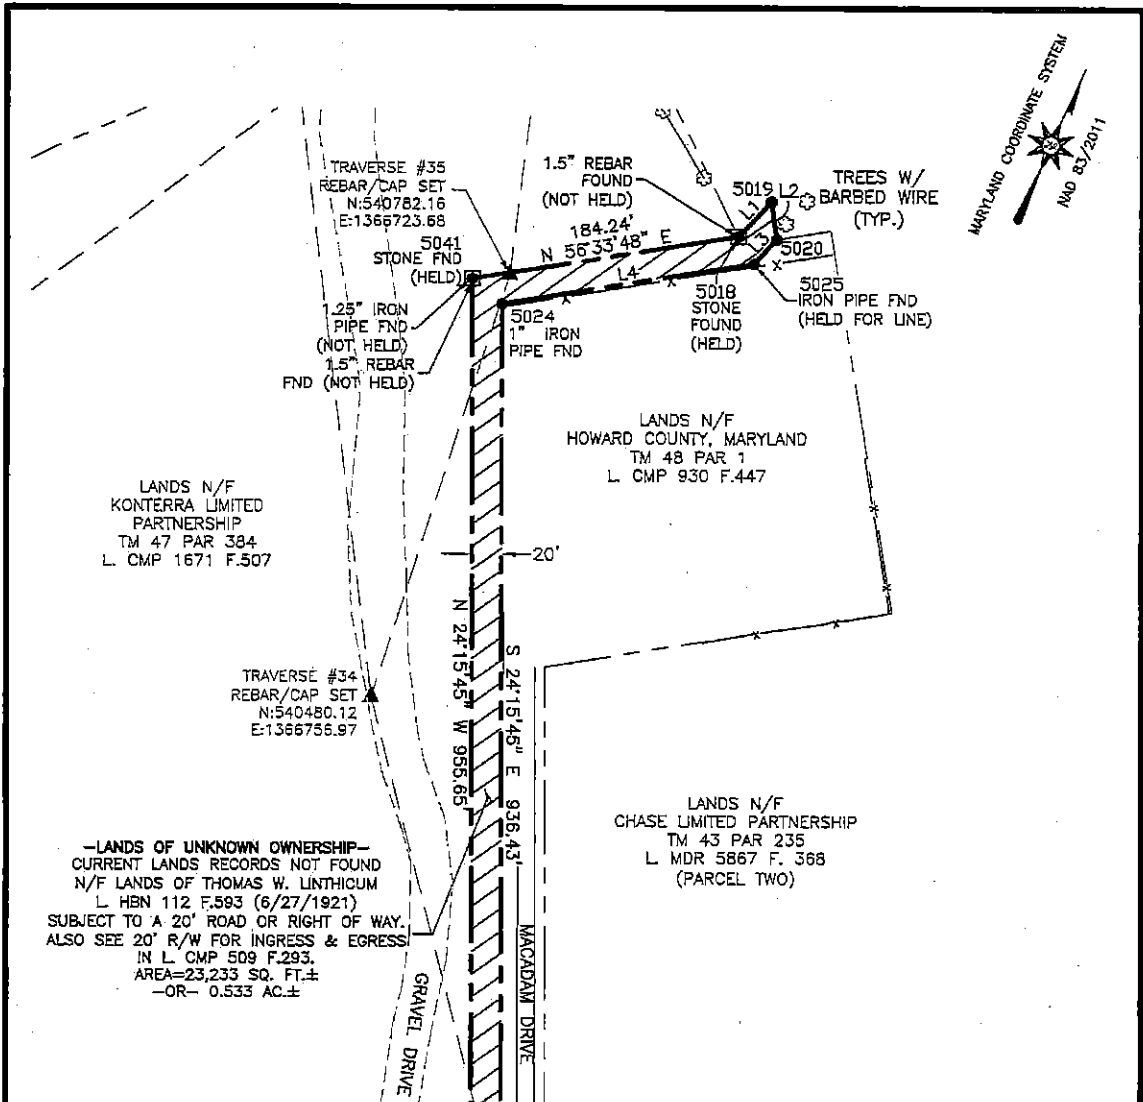 MARYLAND COORDINATE SYSTEM
NAD 83/2011
TRAVERSE #35
REBAR/CAP SET
N:540782.16
E:1366723.68
1.5" REBAR
FOUND
(NOT HELD)
5019
L2
TREES W/
BARBED WIRE
(TYP.)
L1
L3
184.24'
N 56°33'48" E
5041
STONE FND
(HELD)
L4
5020
5018
STONE
FOUND
(HELD)
5025
IRON PIPE FND
(HELD FOR LINE)
1.25" IRON
PIPE FND
(NOT HELD)
1.5" REBAR
FND (NOT HELD)
5024
1" IRON
PIPE FND
LANDS N/F
HOWARD COUNTY, MARYLAND
TM 48 PAR 1
L. CMP 930 F.447
LANDS N/F
KONTERRA LIMITED
PARTNERSHIP
TM 47 PAR 384
L. CMP 1671 F.507
20'
N 24°15'45" W 955.65'
S 24°15'45" E 936.43'
TRAVERSE #34
REBAR/CAP SET
N:540480.12
E:1366756.97
LANDS N/F
CHASE LIMITED PARTNERSHIP
TM 43 PAR 235
L. MDR 5867 F. 368
(PARCEL TWO)
-LANDS OF UNKNOWN OWNERSHIP-
CURRENT LANDS RECORDS NOT FOUND
N/F LANDS OF THOMAS W. LINTHICUM
L. HBN 112 F.593 (6/27/1921)
SUBJECT TO A 20' ROAD OR RIGHT OF WAY.
ALSO SEE 20' R/W FOR INGRESS & EGRESS
IN L. CMP 509 F.293.
AREA=23,233 SQ. FT.±
-OR- 0.533 AC.±
GRAVEL DRIVE
MACADAM DRIVE